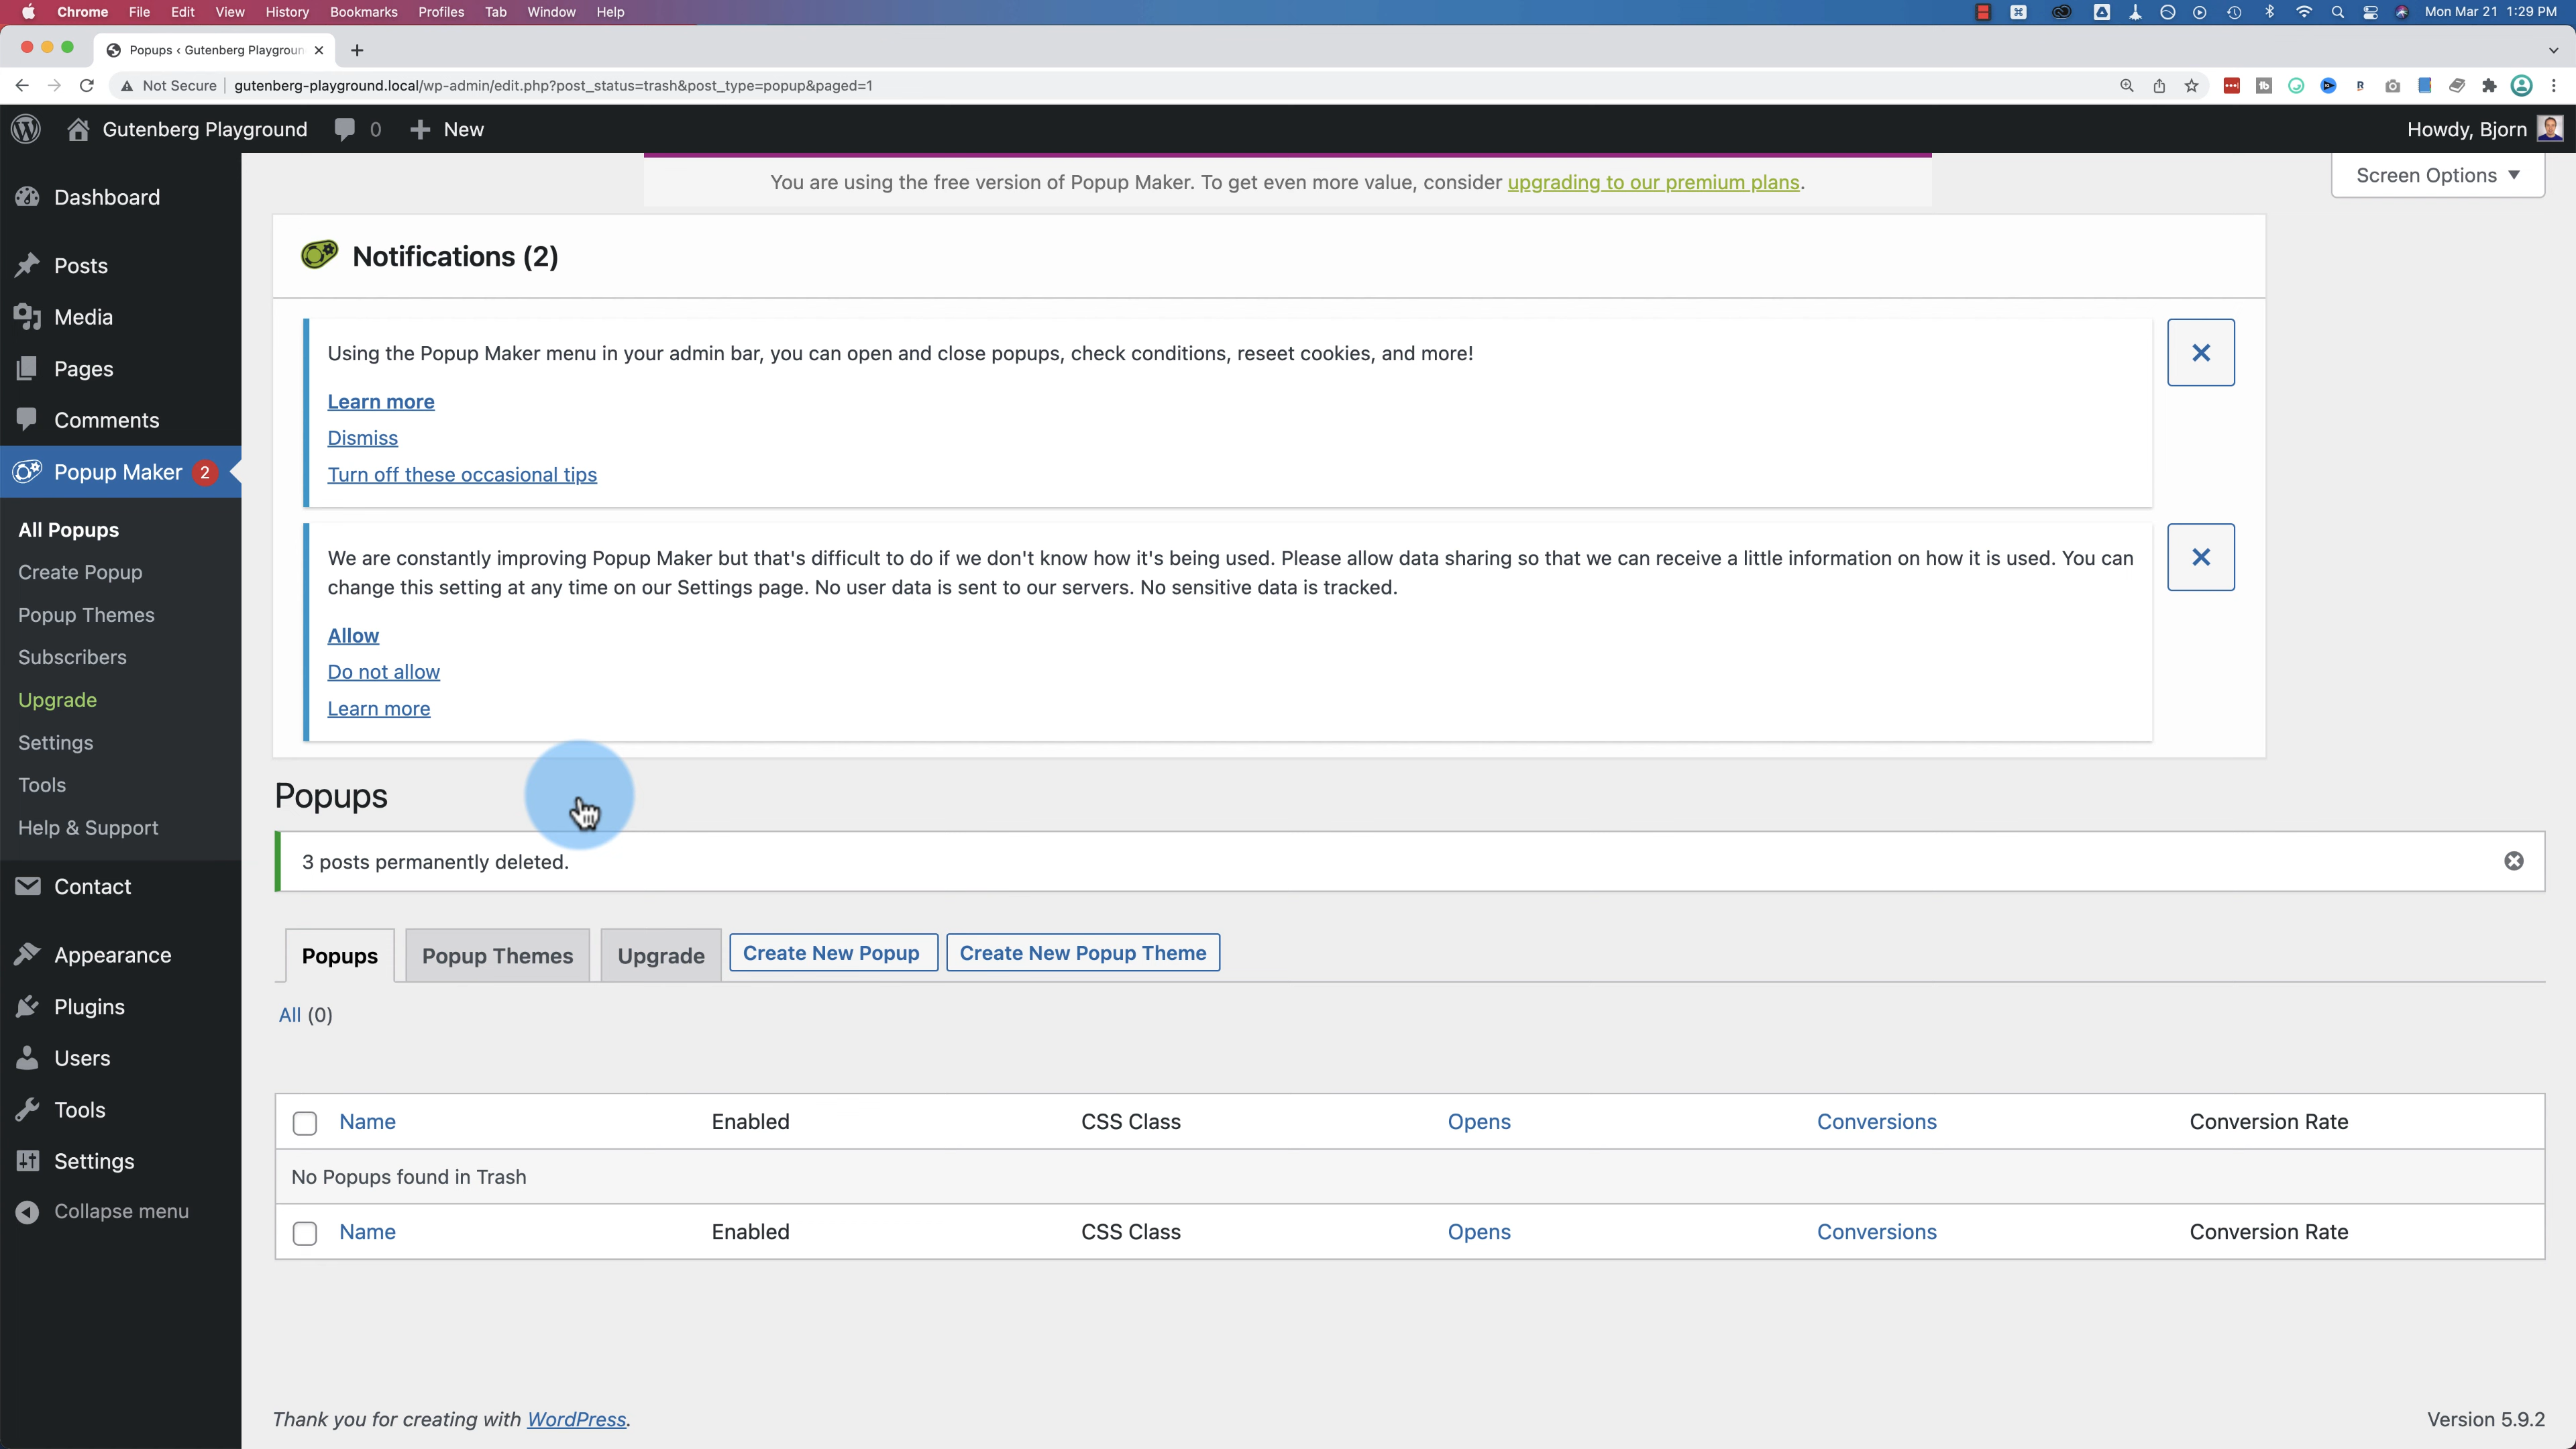 Chrome File Edit View History Bookmarks Profiles Tab Window Help Mon Mar 21 1:29 PM
Popups ‹ Gutenberg Playgroun
Not Secure gutenberg-playground.local/wp-admin/edit.php?post_status=trash&post_type=popup&paged=1
Gutenberg Playground 0 New Howdy, Bjorn
You are using the free version of Popup Maker. To get even more value, consider upgrading to our premium plans.
Screen Options
Dashboard
Posts
Media
Pages
Comments
Popup Maker 2
All Popups
Create Popup
Popup Themes
Subscribers
Upgrade
Settings
Tools
Help & Support
Contact
Appearance
Plugins
Users
Tools
Settings
Collapse menu
Notifications (2)
Using the Popup Maker menu in your admin bar, you can open and close popups, check conditions, reseet cookies, and more!
Learn more
Dismiss
Turn off these occasional tips
We are constantly improving Popup Maker but that's difficult to do if we don't know how it's being used. Please allow data sharing so that we can receive a little information on how it is used. You can
change this setting at any time on our Settings page. No user data is sent to our servers. No sensitive data is tracked.
Allow
Do not allow
Learn more
Popups
3 posts permanently deleted.
Popups Popup Themes Upgrade Create New Popup Create New Popup Theme
All (0)
Name Enabled CSS Class Opens Conversions Conversion Rate
No Popups found in Trash
Name Enabled CSS Class Opens Conversions Conversion Rate
Thank you for creating with WordPress.
Version 5.9.2